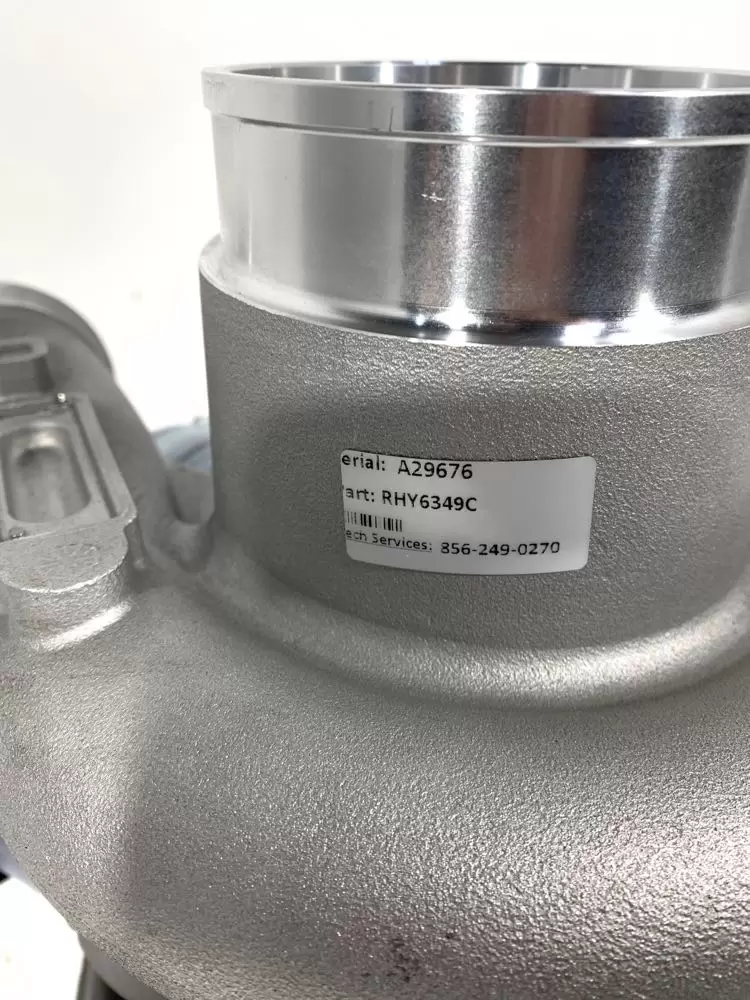 erial: A29676
art: RHY6349C
ech Services: 856-249-0270